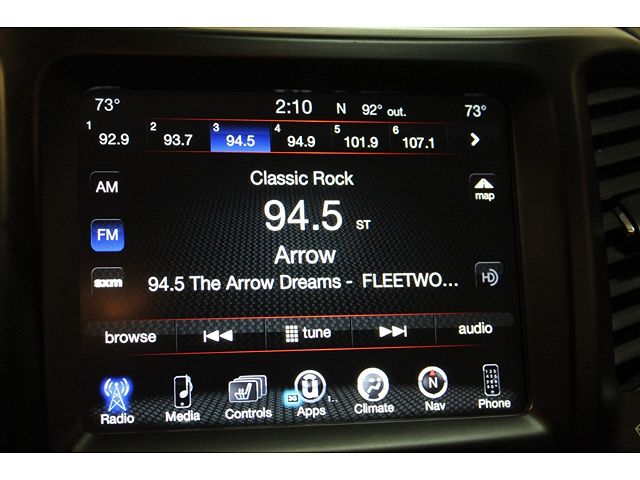 73° 2:10 N 92° out. 73°
1 92.9 2 93.7 3 94.5 4 94.9 5 101.9 6 107.1
Classic Rock
AM map
94.5 ST
FM
Arrow
sxm 94.5 The Arrow Dreams - FLEETWO... HD
browse tune audio
3G 1..
Radio Media Controls Apps Climate Nav Phone